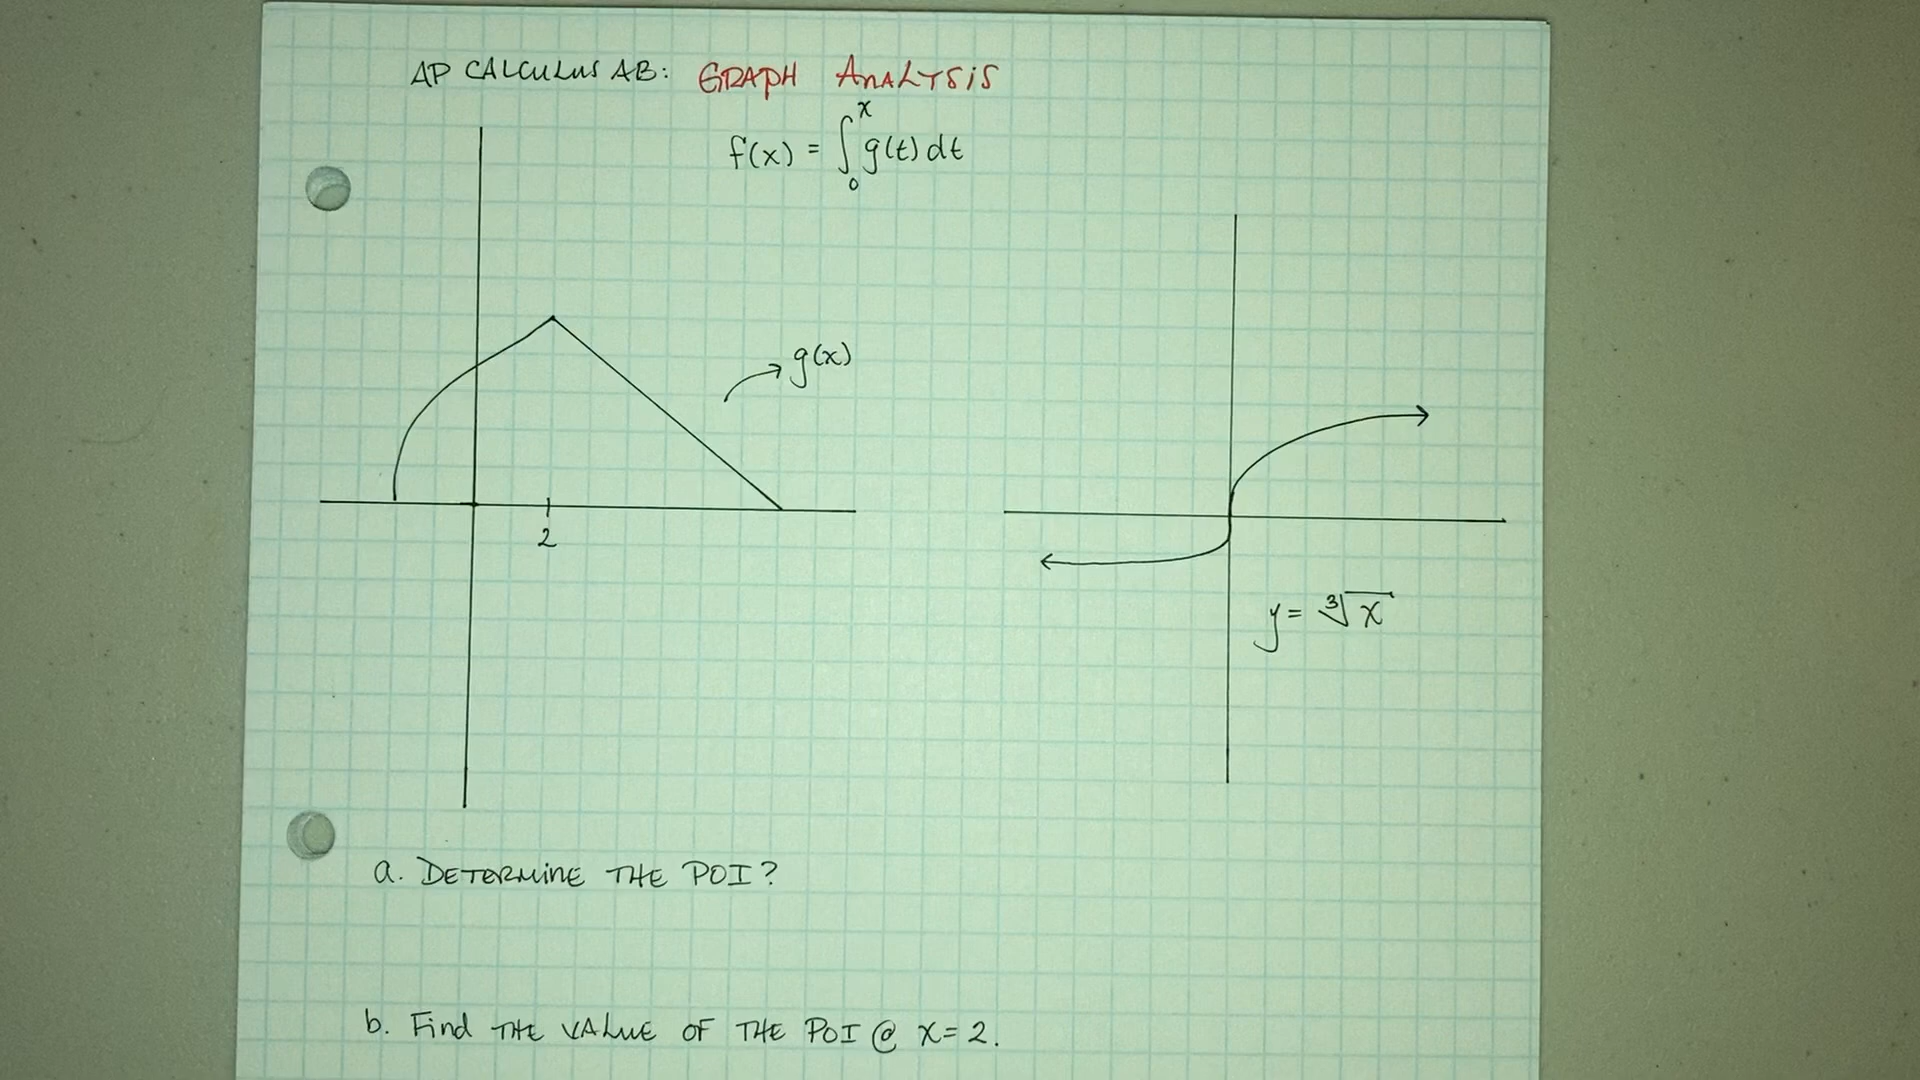 AP CALCULUS AB: GRAPH ANALYSIS
f(x) = ∫₀ˣ g(t) dt
g(x)
2
y = ∛x
a. DETERMINE THE POI?
b. Find THE VALUE OF THE POI @ x = 2.